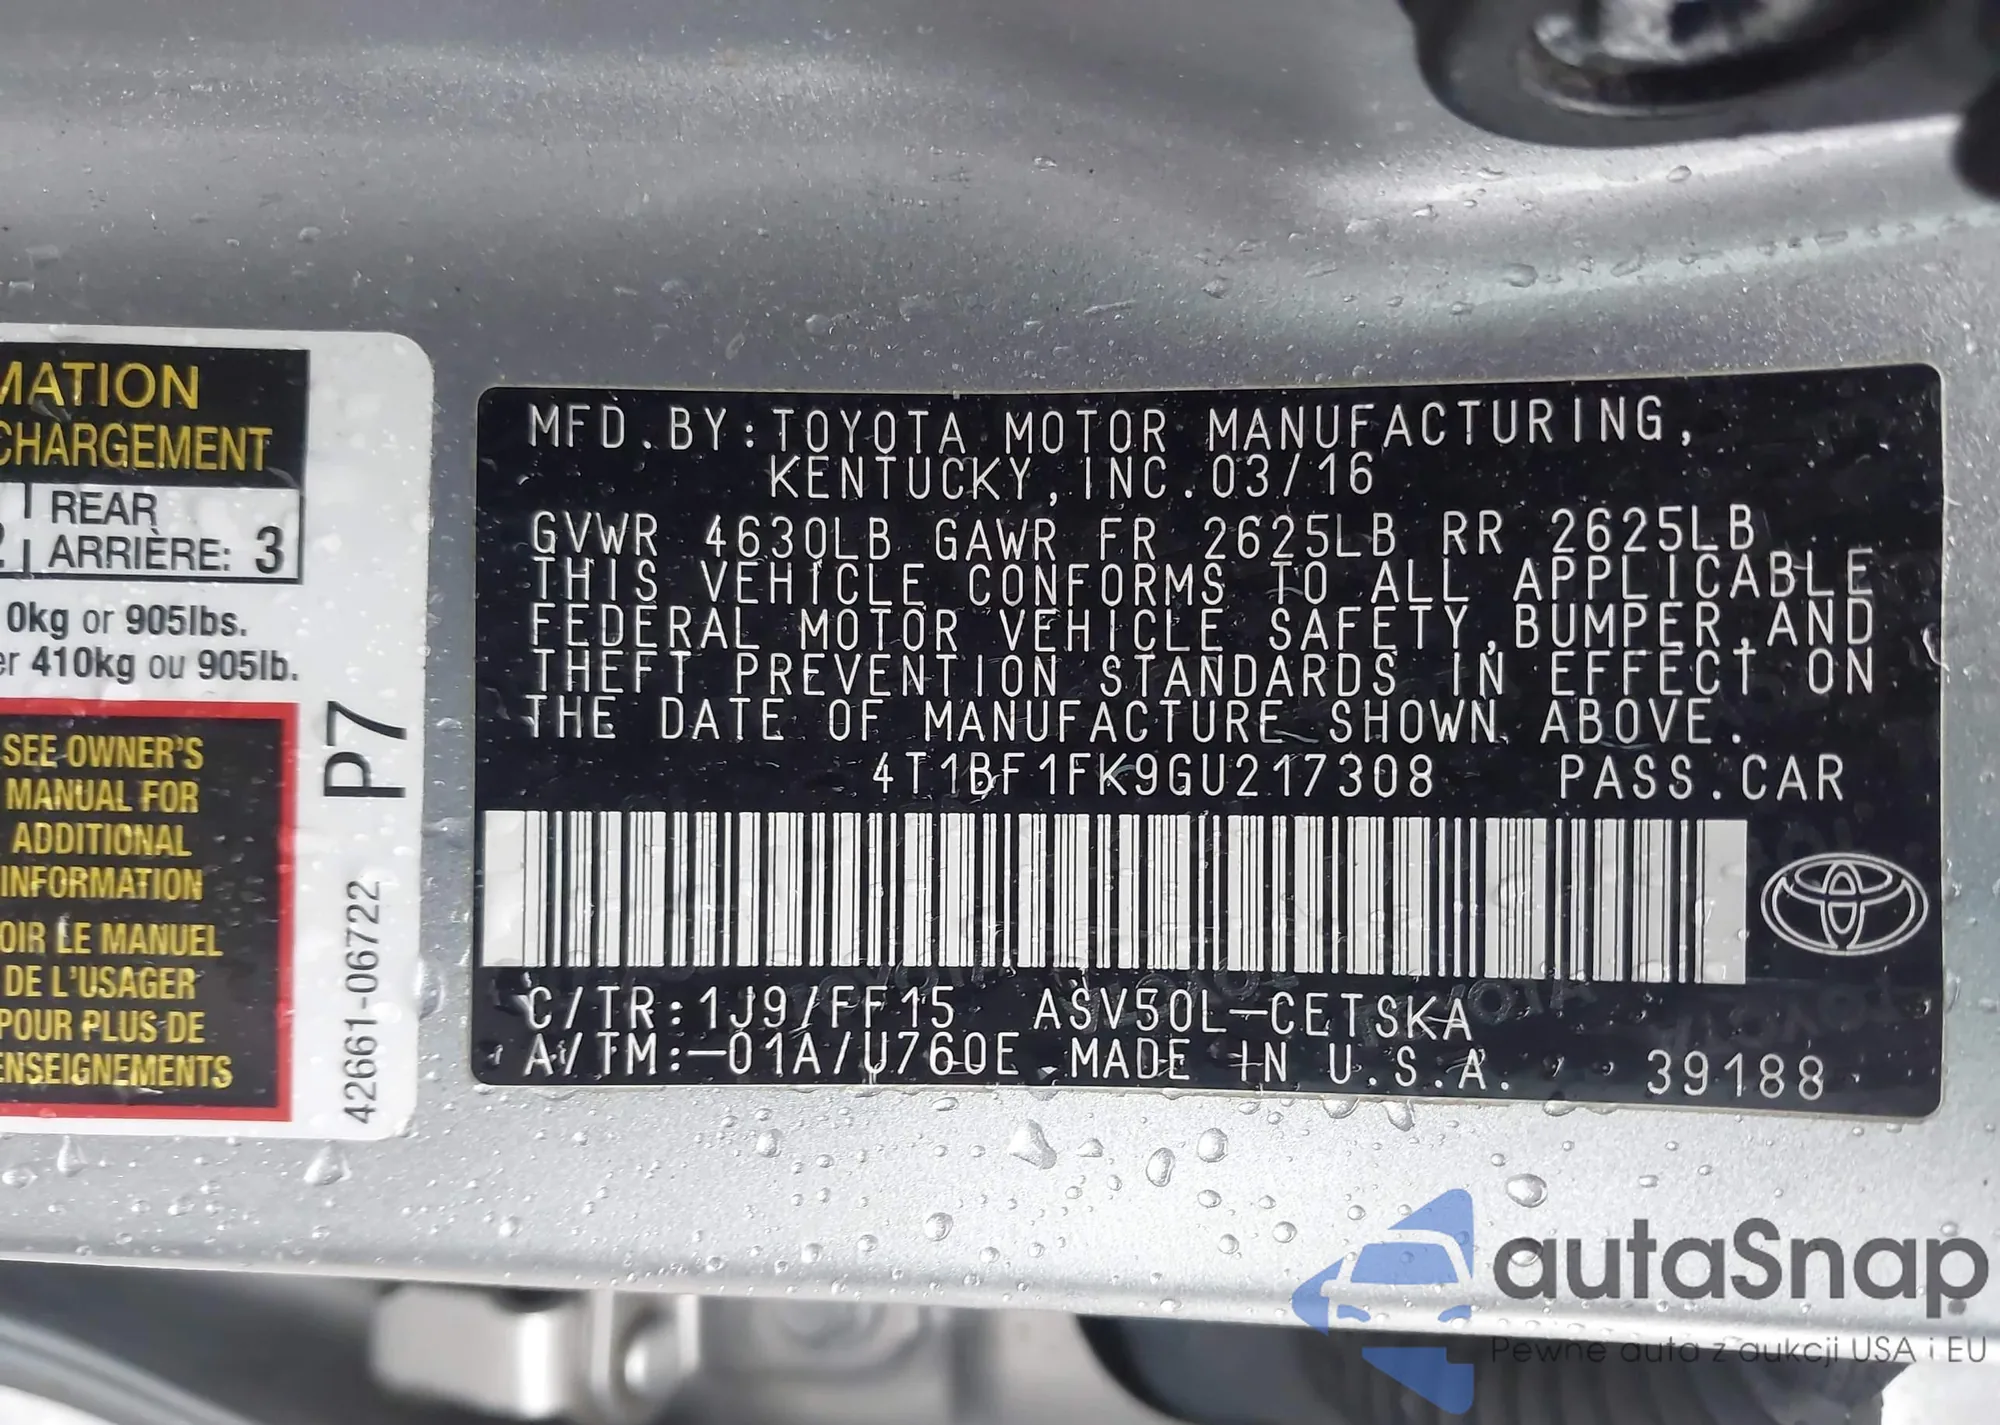 MATION
CHARGEMENT
REAR
ARRIÈRE: 3
0kg or 905lbs.
er 410kg ou 905lb.
SEE OWNER'S
MANUAL FOR
ADDITIONAL
INFORMATION
OIR LE MANUEL
DE L'USAGER
POUR PLUS DE
ENSEIGNEMENTS
P7
42661-06722
MFD.BY:TOYOTA MOTOR MANUFACTURING,
KENTUCKY,INC.03/16
GVWR 4630LB GAWR FR 2625LB RR 2625LB
THIS VEHICLE CONFORMS TO ALL APPLICABLE
FEDERAL MOTOR VEHICLE SAFETY,BUMPER,AND
THEFT PREVENTION STANDARDS IN EFFECT ON
THE DATE OF MANUFACTURE SHOWN ABOVE.
4T1BF1FK9GU217308 PASS.CAR
C/TR:1J9/FF15 ASV50L-CETSKA
A/TM:-01A/U760E MADE IN U.S.A. 39188
autaSnap
Pewne auta z aukcji USA i EU